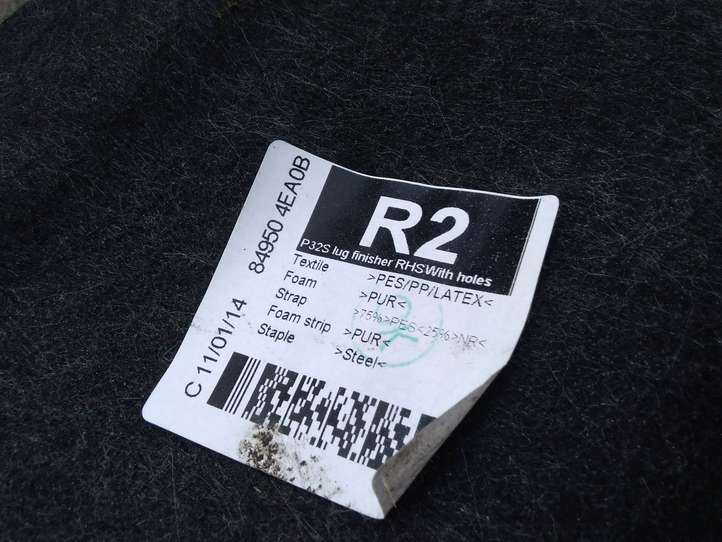 R2
P32S lug finisher RHSWith holes
Textile >PES/PP/LATEX<
Foam >PUR<
Strap >75%>PES<25%>NR<
Foam strip >PUR<
Staple >Steel<
C 11/01/14 84950 4EA0B